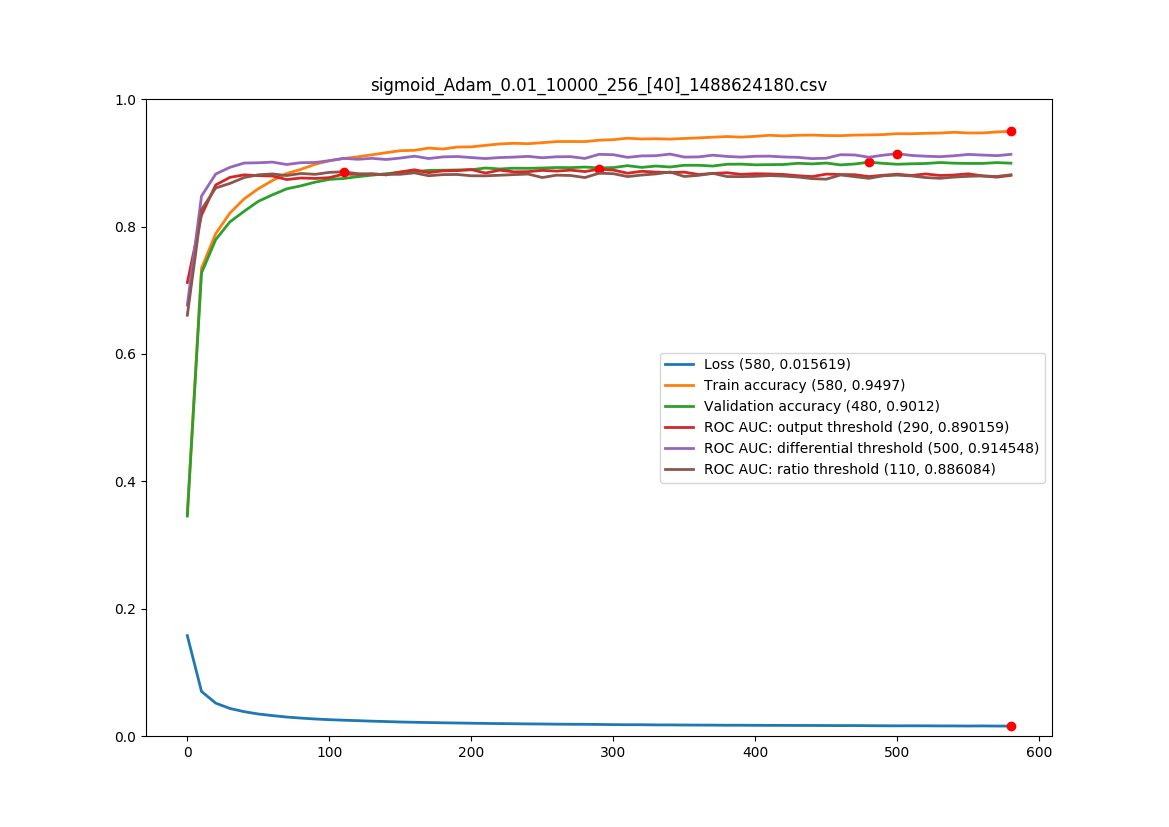 sigmoid_Adam_0.01_10000_256_[40]_1488624180.csv
1.0
0.8
0.6
0.4
0.2
0.0
Loss (580, 0.015619)
Train accuracy (580, 0.9497)
Validation accuracy (480, 0.9012)
ROC AUC: output threshold (290, 0.890159)
ROC AUC: differential threshold (500, 0.914548)
ROC AUC: ratio threshold (110, 0.886084)
0 100 200 300 400 500 600